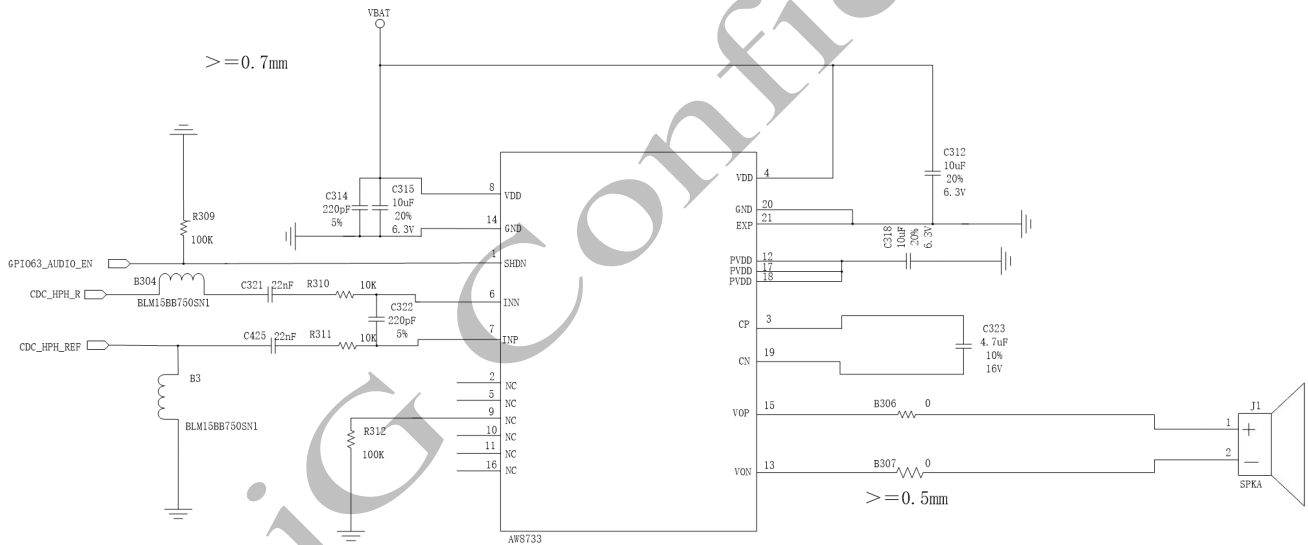 VBAT
>=0.7mm
C312
10uF
20%
6.3V
VDD 4
8 VDD
C314
220pF
5%
C315
10uF
20%
6.3V
GND 20
EXP 21
14 GND
R309
100K
C318
10uF
20%
6.3V
GPIO63_AUDIO_EN
1 SHDN
PVDD 12
PVDD 17
PVDD 18
B304
BLM15BB750SN1
CDC_HPH_R
C321 22nF
R310 10K
6 INN
C322
220pF
5%
CDC_HPH_REF
C425 22nF
R311 10K
7 INP
CP 3
CN 19
C323
4.7uF
10%
16V
B3
BLM15BB750SN1
2 NC
5 NC
9 NC
10 NC
11 NC
16 NC
R312
100K
VOP 15
B306 0
VON 13
B307 0
>=0.5mm
J1
1 +
2 −
SPKA
AW8733
iG Confi